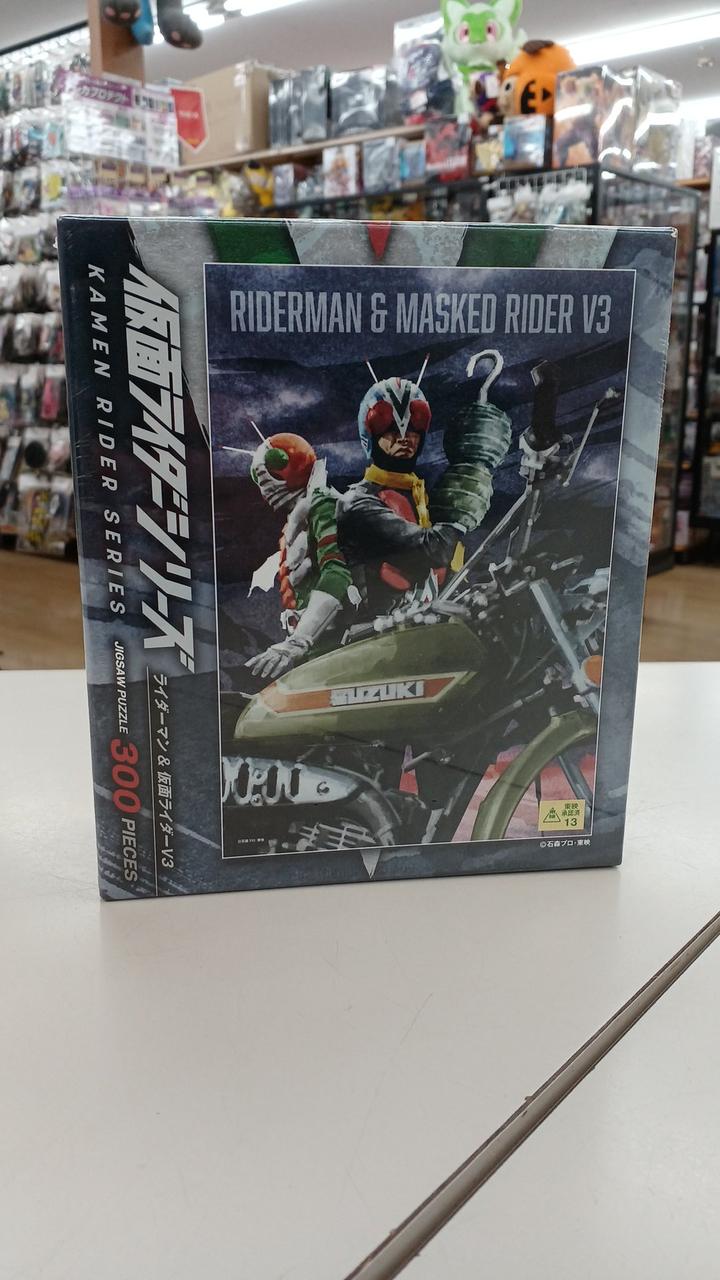 RIDERMAN & MASKED RIDER V3
仮面ライダーシリーズ
KAMEN RIDER SERIES
ライダーマン & 仮面ライダーV3
JIGSAW PUZZLE 300 PIECES
SUZUKI
東映
承認済
13
©石森プロ・東映